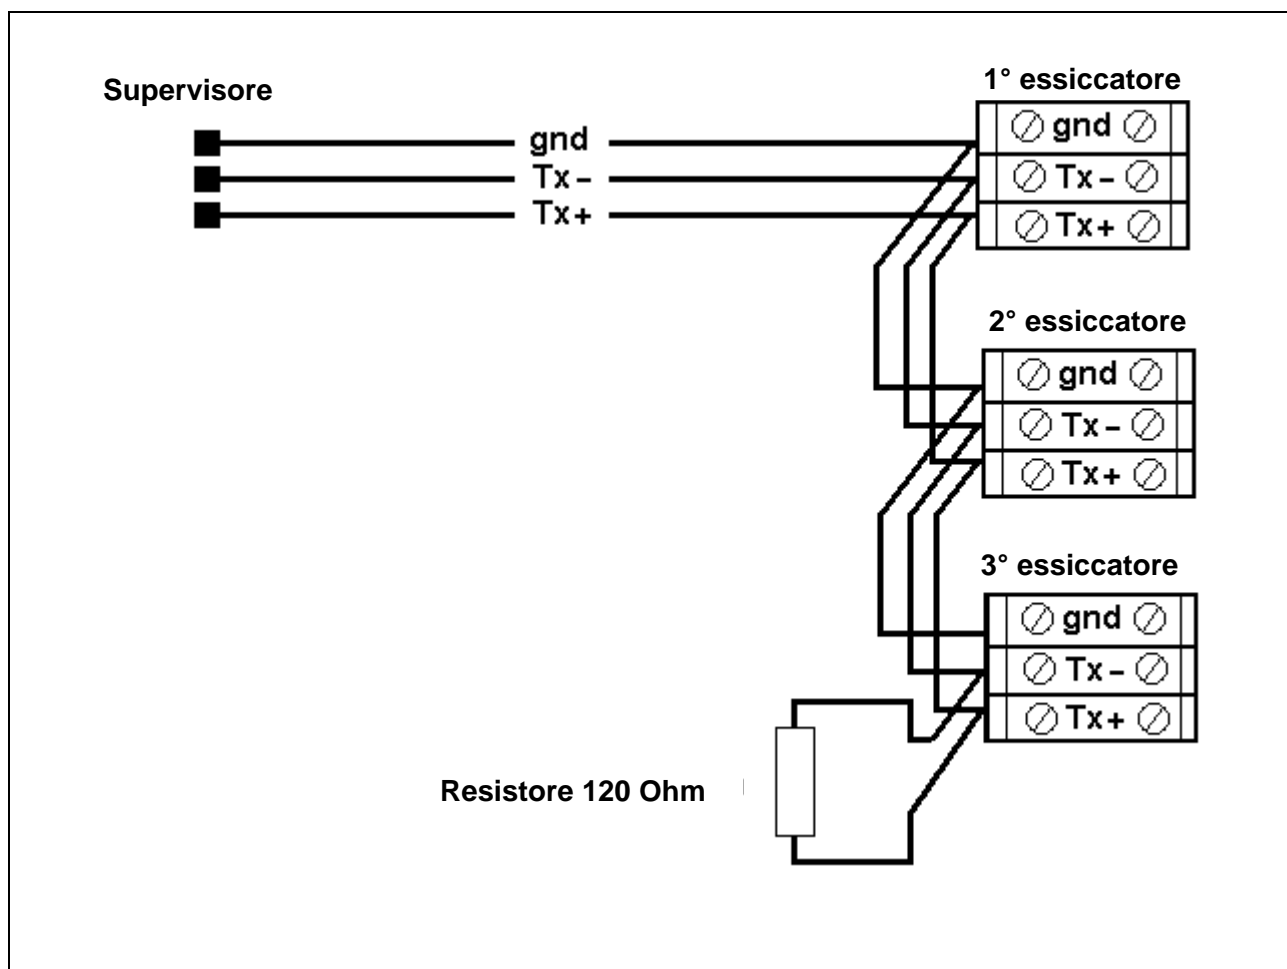 Supervisore
1° essiccatore
gnd
Tx-
Tx+
gnd
Tx-
Tx+
2° essiccatore
gnd
Tx-
Tx+
3° essiccatore
gnd
Tx-
Tx+
Resistore 120 Ohm